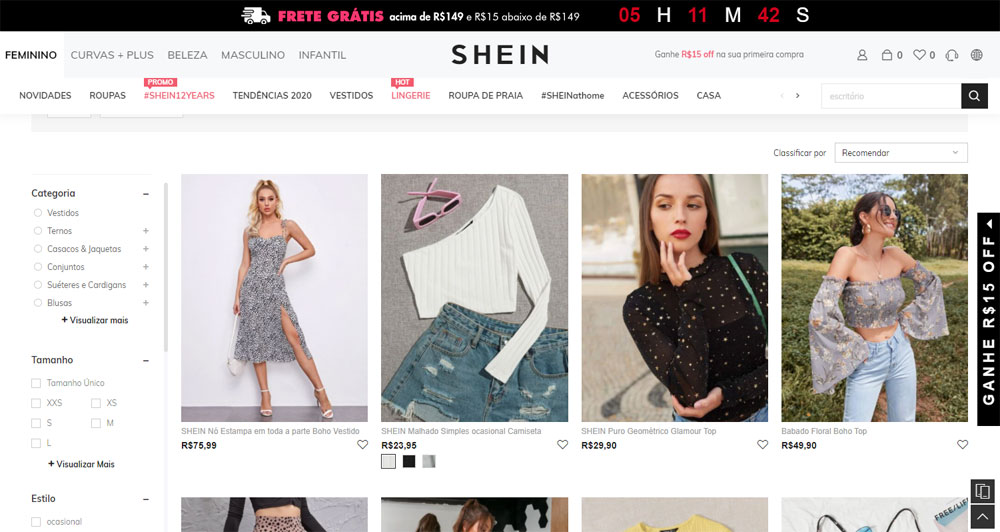 FRETE GRÁTIS acima de R$149 e R$15 abaixo de R$149 05 H 11 M 42 S
FEMININO CURVAS + PLUS BELEZA MASCULINO INFANTIL SHEIN Ganhe R$15 off na sua primeira compra 0 0
PROMO HOT
NOVIDADES ROUPAS #SHEIN12YEARS TENDÊNCIAS 2020 VESTIDOS LINGERIE ROUPA DE PRAIA #SHEINathome ACESSÓRIOS CASA escritário
Classificar por Recomendar
Categoria
Vestidos
Ternos
Casacos & Jaquetas
Conjuntos
Suéteres e Cardigans
Blusas
+ Visualizar mais
Tamanho
Tamanho Único
XXS XS
S M
L
+ Visualizar Mais
Estilo
ocasional
SHEIN Nó Estampa em toda a parte Boho Vestido
R$75,99
SHEIN Malhado Simples ocasional Camiseta
R$23,95
SHEIN Puro Geométrico Glamour Top
R$29,90
Babado Floral Boho Top
R$49,90
GANHE R$15 OFF
FREE/LIFE